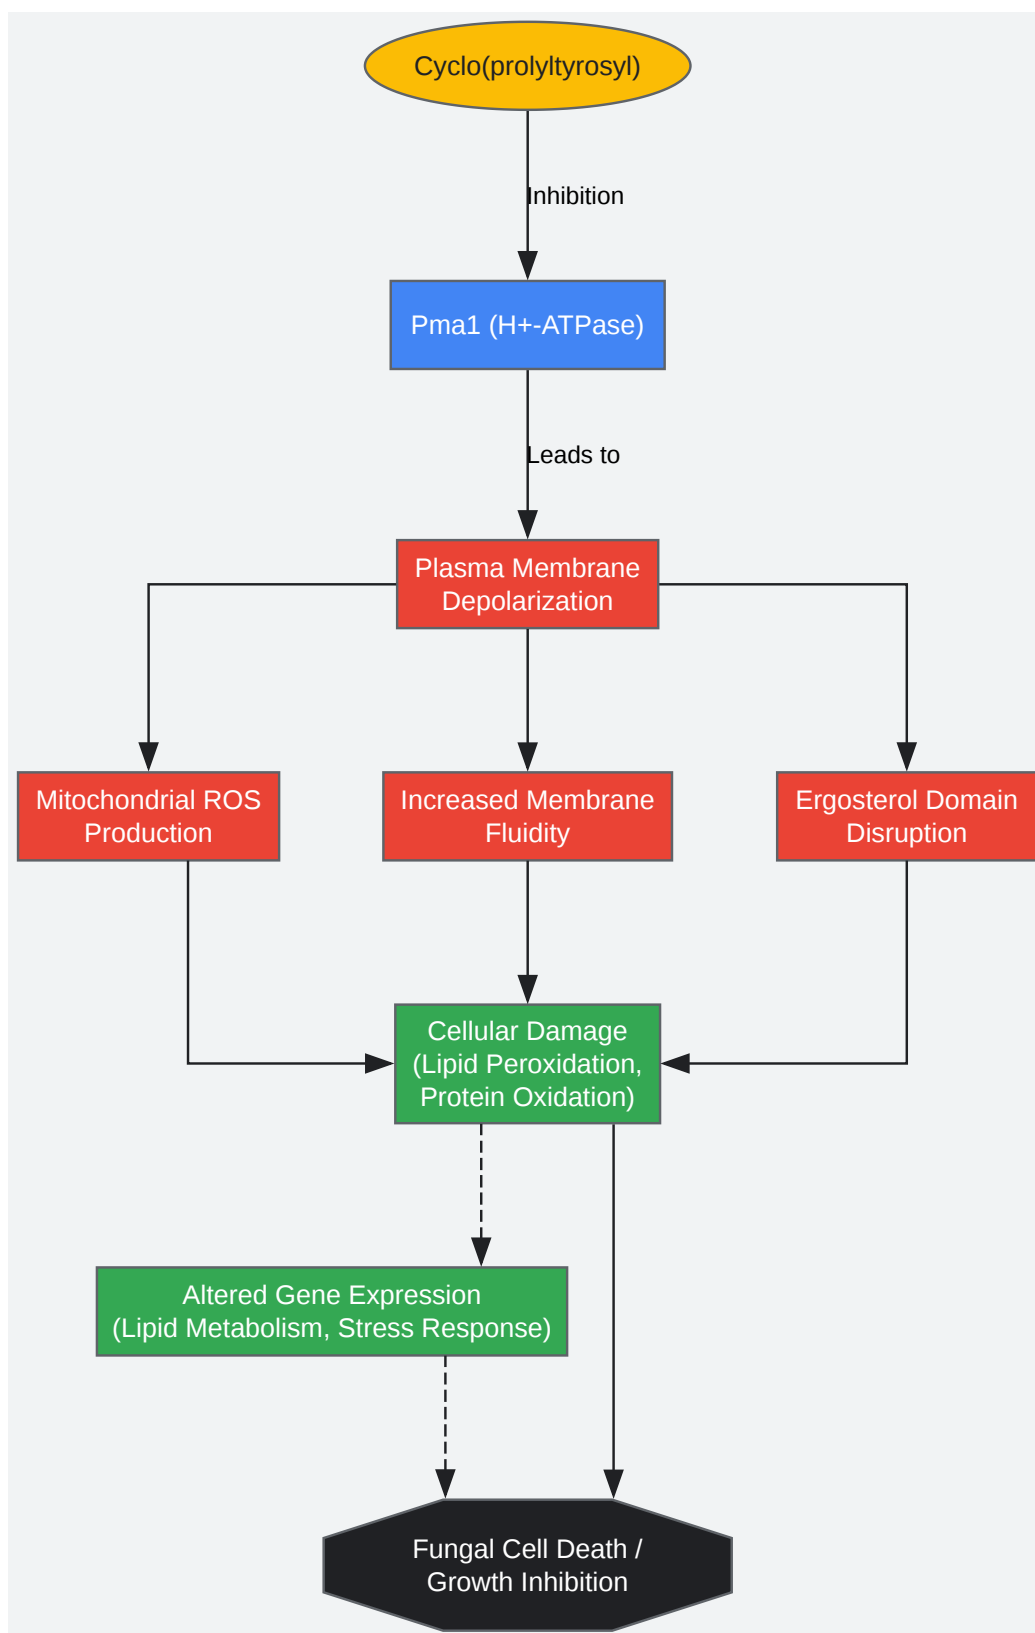 Cyclo(prolyltyrosyl)
Inhibition
Pma1 (H+-ATPase)
Leads to
Plasma Membrane
Depolarization
Mitochondrial ROS
Production
Increased Membrane
Fluidity
Ergosterol Domain
Disruption
Cellular Damage
(Lipid Peroxidation,
Protein Oxidation)
Altered Gene Expression
(Lipid Metabolism, Stress Response)
Fungal Cell Death /
Growth Inhibition